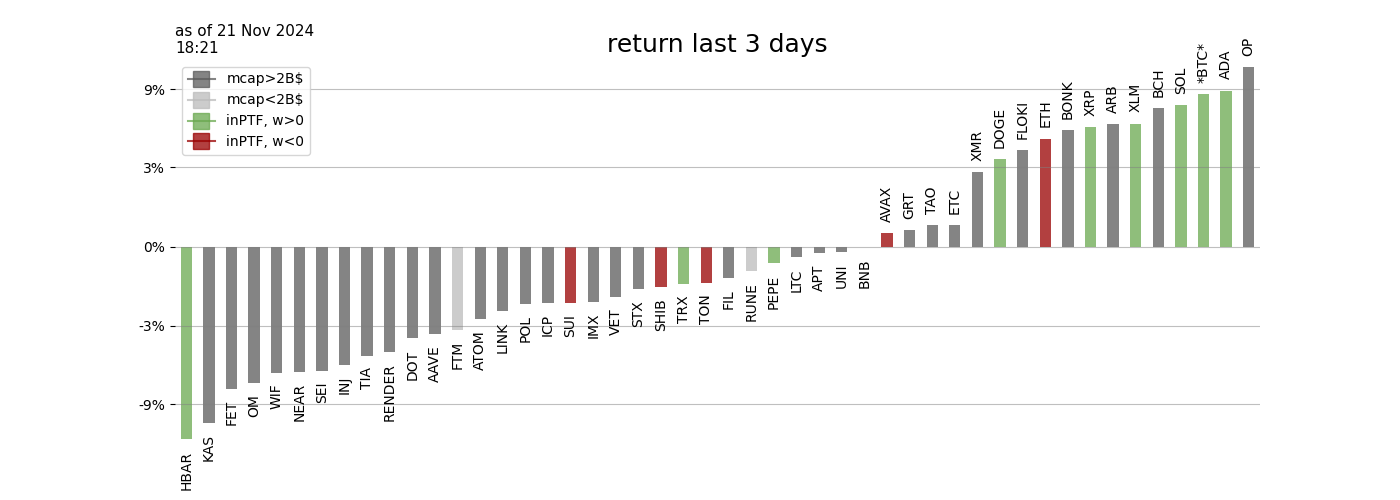 as of 21 Nov 2024
18:21
return last 3 days
mcap>2B$
mcap<2B$
inPTF, w>0
inPTF, w<0
9%
3%
0%
-3%
-9%
HBAR
KAS
FET
OM
WIF
NEAR
SEI
INJ
TIA
RENDER
DOT
AAVE
FTM
ATOM
LINK
POL
ICP
SUI
IMX
VET
STX
SHIB
TRX
TON
FIL
RUNE
PEPE
LTC
APT
UNI
BNB
AVAX
GRT
TAO
ETC
XMR
DOGE
FLOKI
ETH
BONK
XRP
ARB
XLM
BCH
SOL
*BTC*
ADA
OP